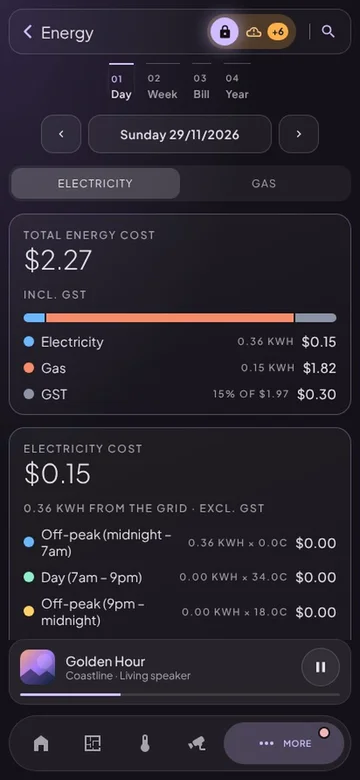 Energy
+6
01
Day
02
Week
03
Bill
04
Year
Sunday 29/11/2026
ELECTRICITY
GAS
TOTAL ENERGY COST
$2.27
INCL. GST
Electricity 0.36 KWH $0.15
Gas 0.15 KWH $1.82
GST 15% OF $1.97 $0.30
ELECTRICITY COST
$0.15
0.36 KWH FROM THE GRID · EXCL. GST
Off-peak (midnight –
7am) 0.36 KWH × 0.0C $0.00
Day (7am – 9pm) 0.00 KWH × 34.0C $0.00
Off-peak (9pm –
midnight) 0.00 KWH × 18.0C $0.00
Golden Hour
Coastline · Living speaker
MORE